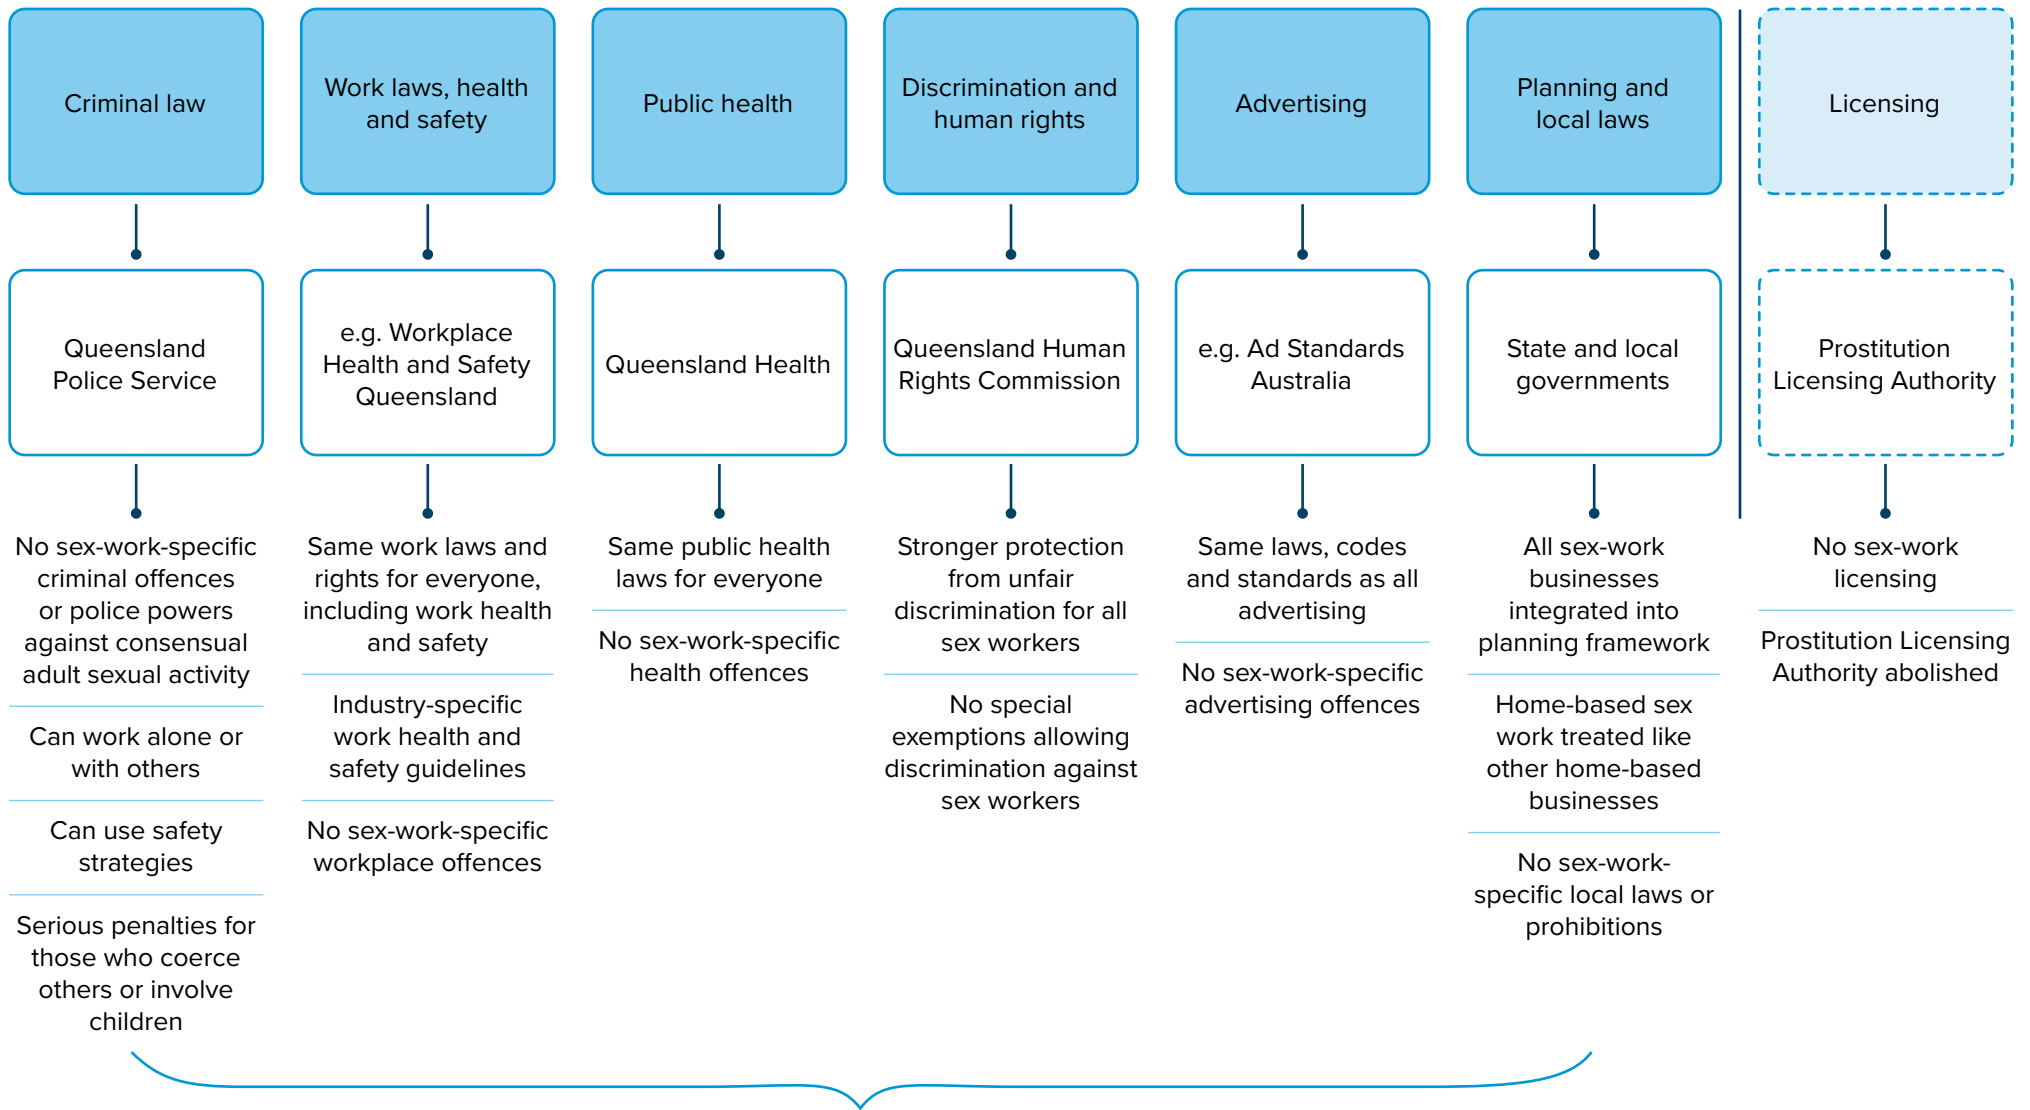 Criminal law
Work laws, health
and safety
Public health
Discrimination and
human rights
Advertising
Planning and
local laws
Licensing
Queensland
Police Service
e.g. Workplace
Health and Safety
Queensland
Queensland Health
Queensland Human
Rights Commission
e.g. Ad Standards
Australia
State and local
governments
Prostitution
Licensing Authority
No sex-work-specific
criminal offences
or police powers
against consensual
adult sexual activity
Can work alone or
with others
Can use safety
strategies
Serious penalties for
those who coerce
others or involve
children
Same work laws and
rights for everyone,
including work health
and safety
Industry-specific
work health and
safety guidelines
No sex-work-specific
workplace offences
Same public health
laws for everyone
No sex-work-specific
health offences
Stronger protection
from unfair
discrimination for all
sex workers
No special
exemptions allowing
discrimination against
sex workers
Same laws, codes
and standards as all
advertising
No sex-work-specific
advertising offences
All sex-work
businesses
integrated into
planning framework
Home-based sex
work treated like
other home-based
businesses
No sex-work-
specific local laws or
prohibitions
No sex-work
licensing
Prostitution Licensing
Authority abolished